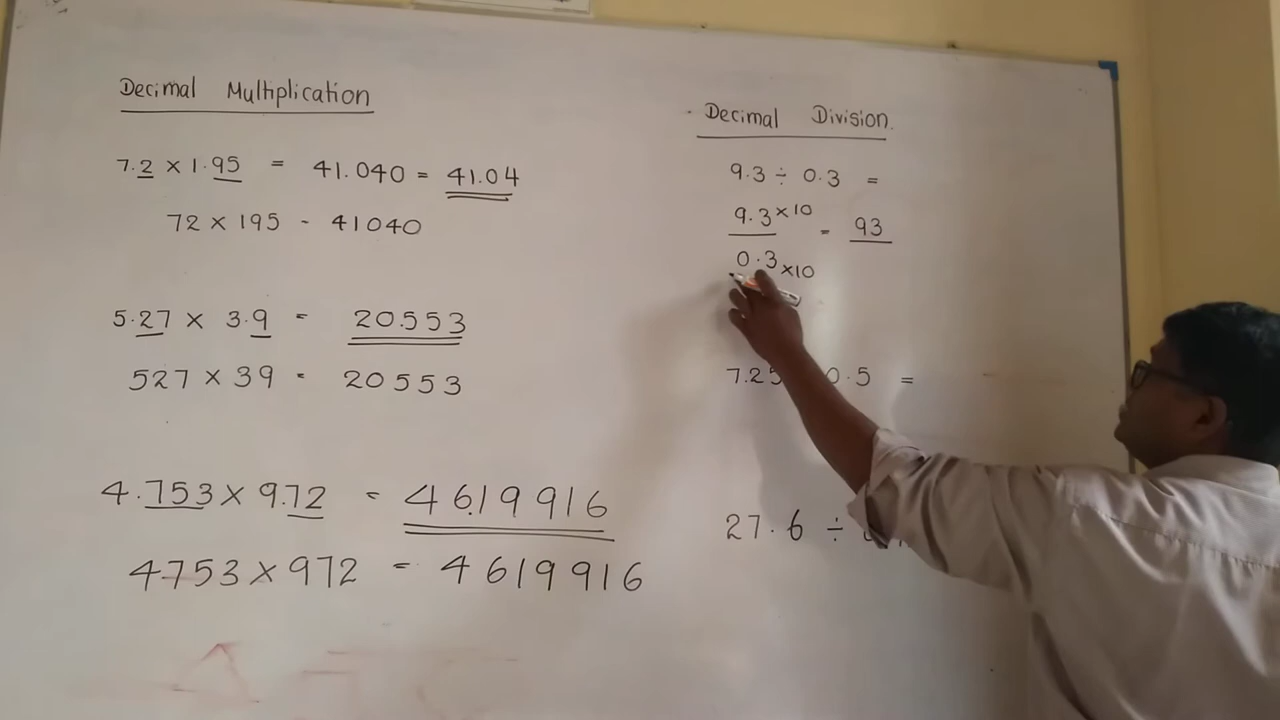 Decimal Multiplication
7.2 × 1.95 = 41.040 = 41.04
72 × 195 - 41040
5.27 × 3.9 = 20.553
527 × 39 = 20553
4.753 × 9.72 = 46.19916
4753 × 972 = 4619916
Decimal Division.
9.3 ÷ 0.3 =
9.3 ×10 = 93
0.3 ×10
7.25 0.5 =
27.6 ÷